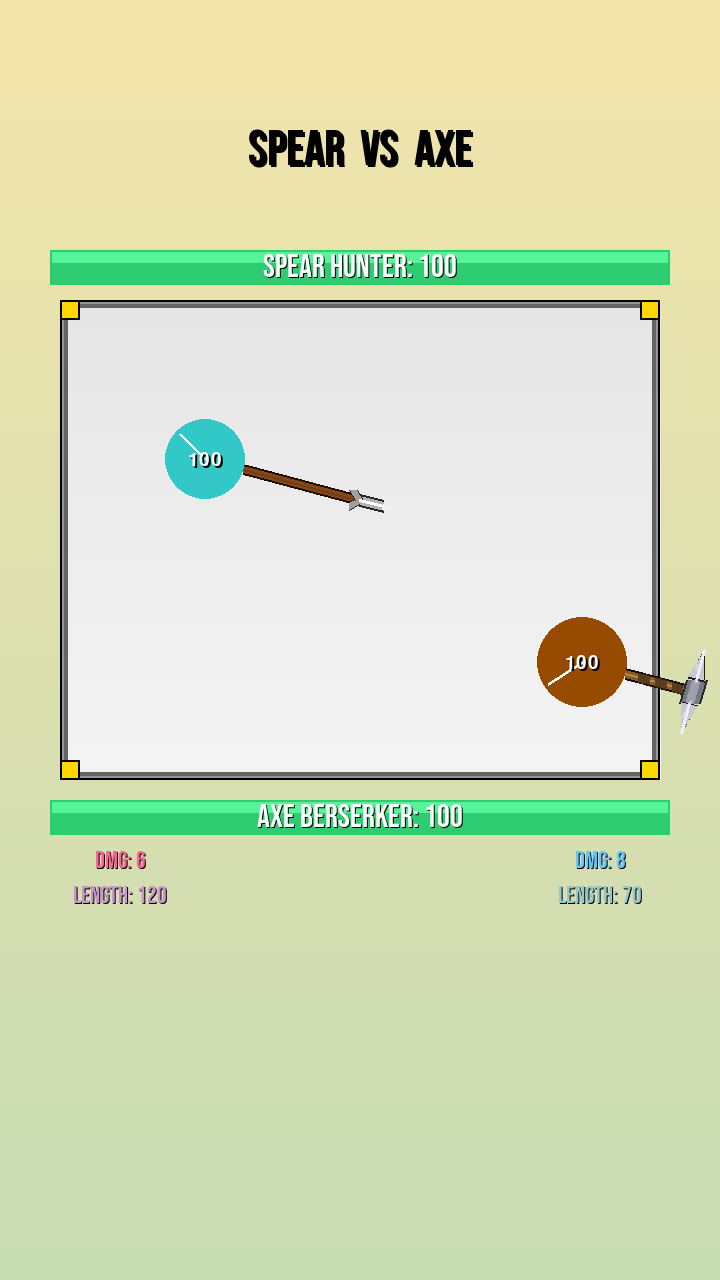 SPEAR VS AXE
SPEAR HUNTER: 100
100
100
AXE BERSERKER: 100
DMG: 6
DMG: 8
LENGTH: 120
LENGTH: 70